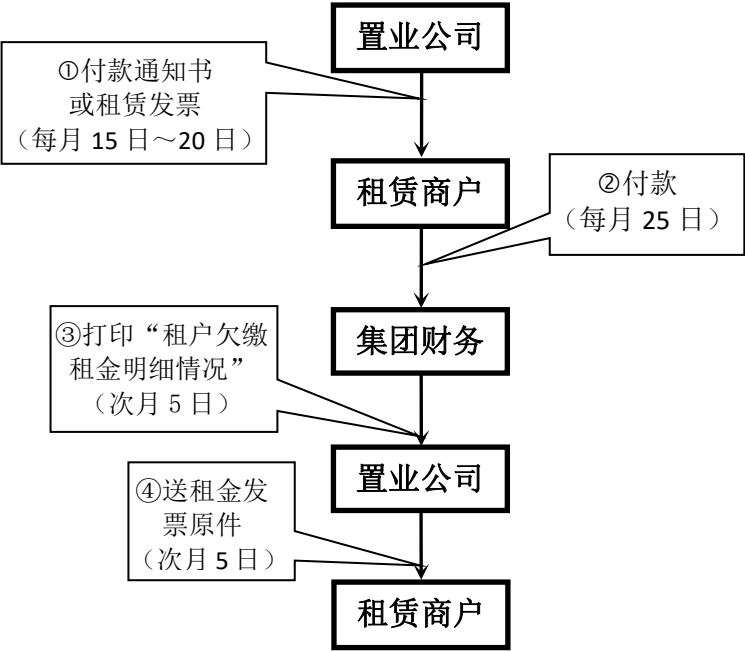 置业公司
①付款通知书
或租赁发票
（每月 15 日～20 日）
租赁商户
②付款
（每月 25 日）
集团财务
③打印“租户欠缴
租金明细情况”
（次月 5 日）
置业公司
④送租金发
票原件
（次月 5 日）
租赁商户